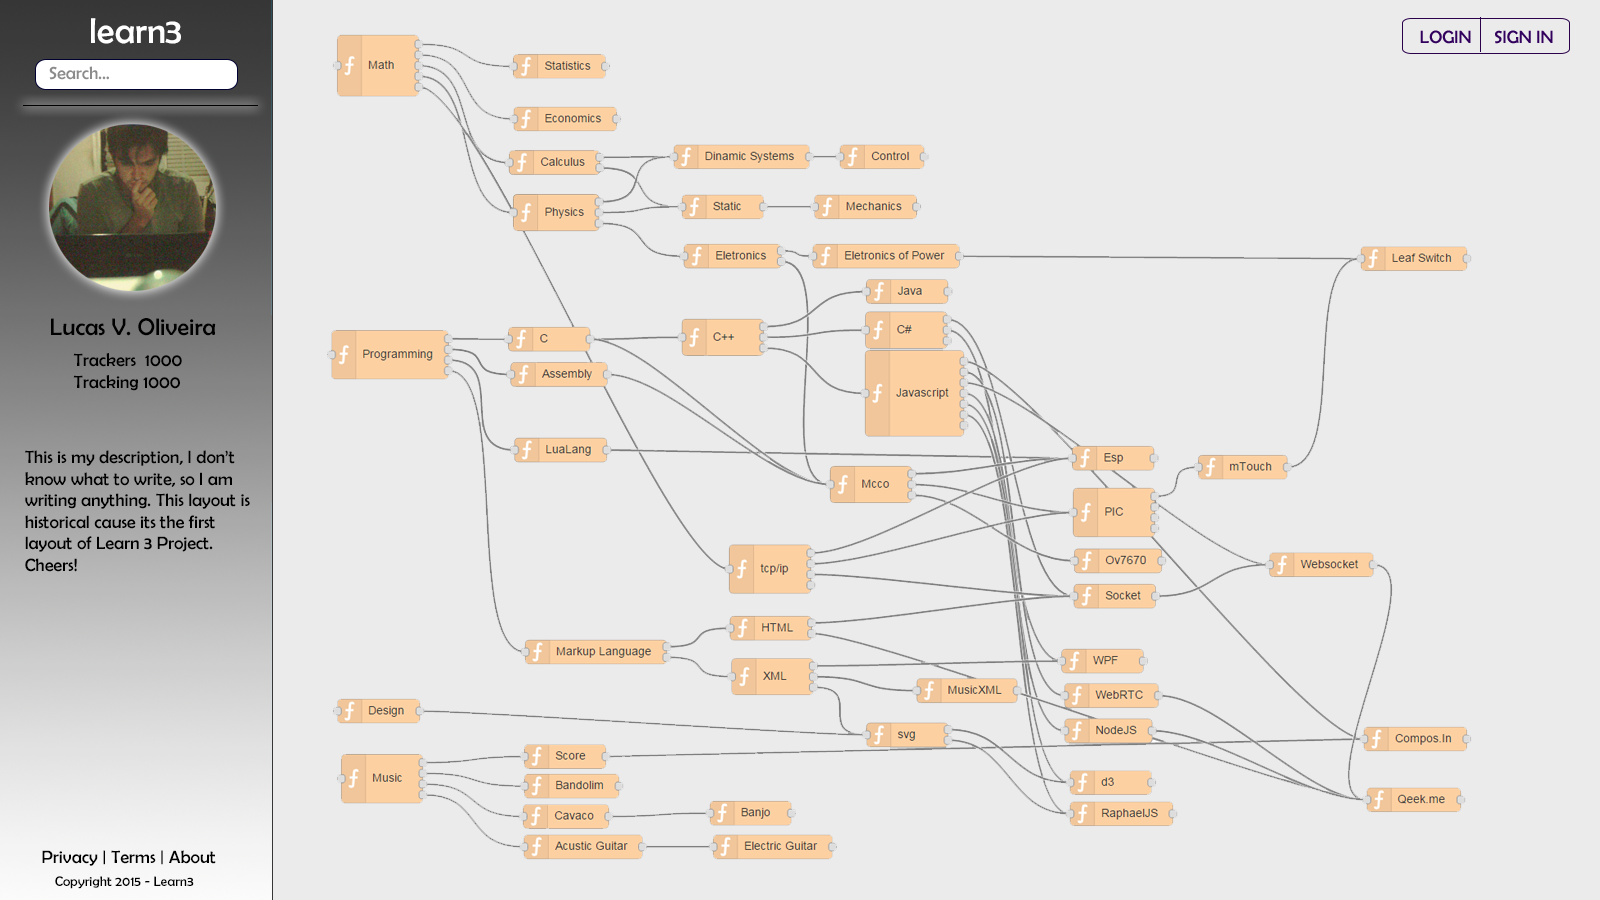 learn3
Search...
Lucas V. Oliveira
Trackers 1000
Tracking 1000
This is my description, I don't
know what to write, so I am
writing anything. This layout is
historical cause its the first
layout of Learn 3 Project.
Cheers!
Privacy | Terms | About
Copyright 2015 - Learn3
LOGIN SIGN IN
Math
Statistics
Economics
Calculus
Dinamic Systems
Control
Physics
Static
Mechanics
Eletronics
Eletronics of Power
Leaf Switch
Java
C#
Programming
C
C++
Assembly
Javascript
LuaLang
Esp
mTouch
Mcco
PIC
tcp/ip
Ov7670
Websocket
Socket
HTML
Markup Language
WPF
XML
MusicXML
WebRTC
Design
svg
NodeJS
Compos.In
Score
Music
Bandolim
d3
Qeek.me
Cavaco
Banjo
RaphaelJS
Acustic Guitar
Electric Guitar